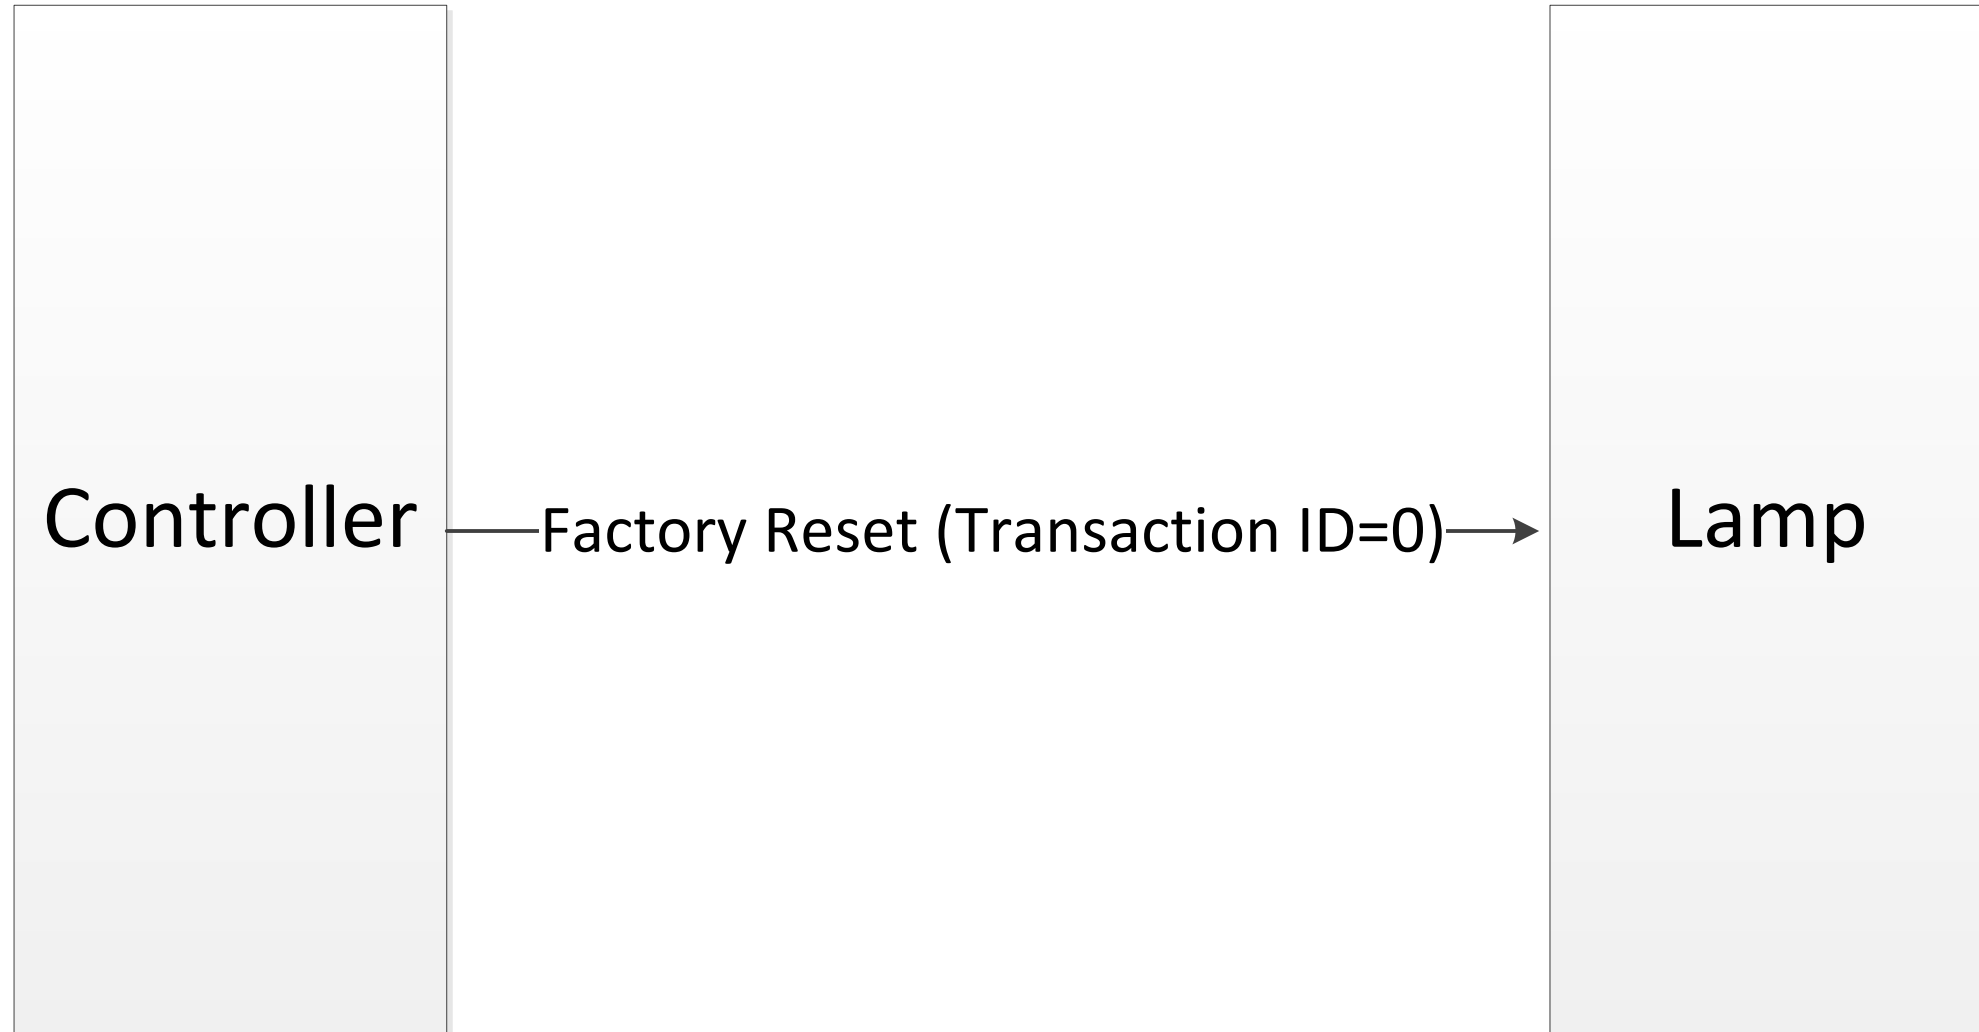 Controller
Factory Reset (Transaction ID=0)
Lamp